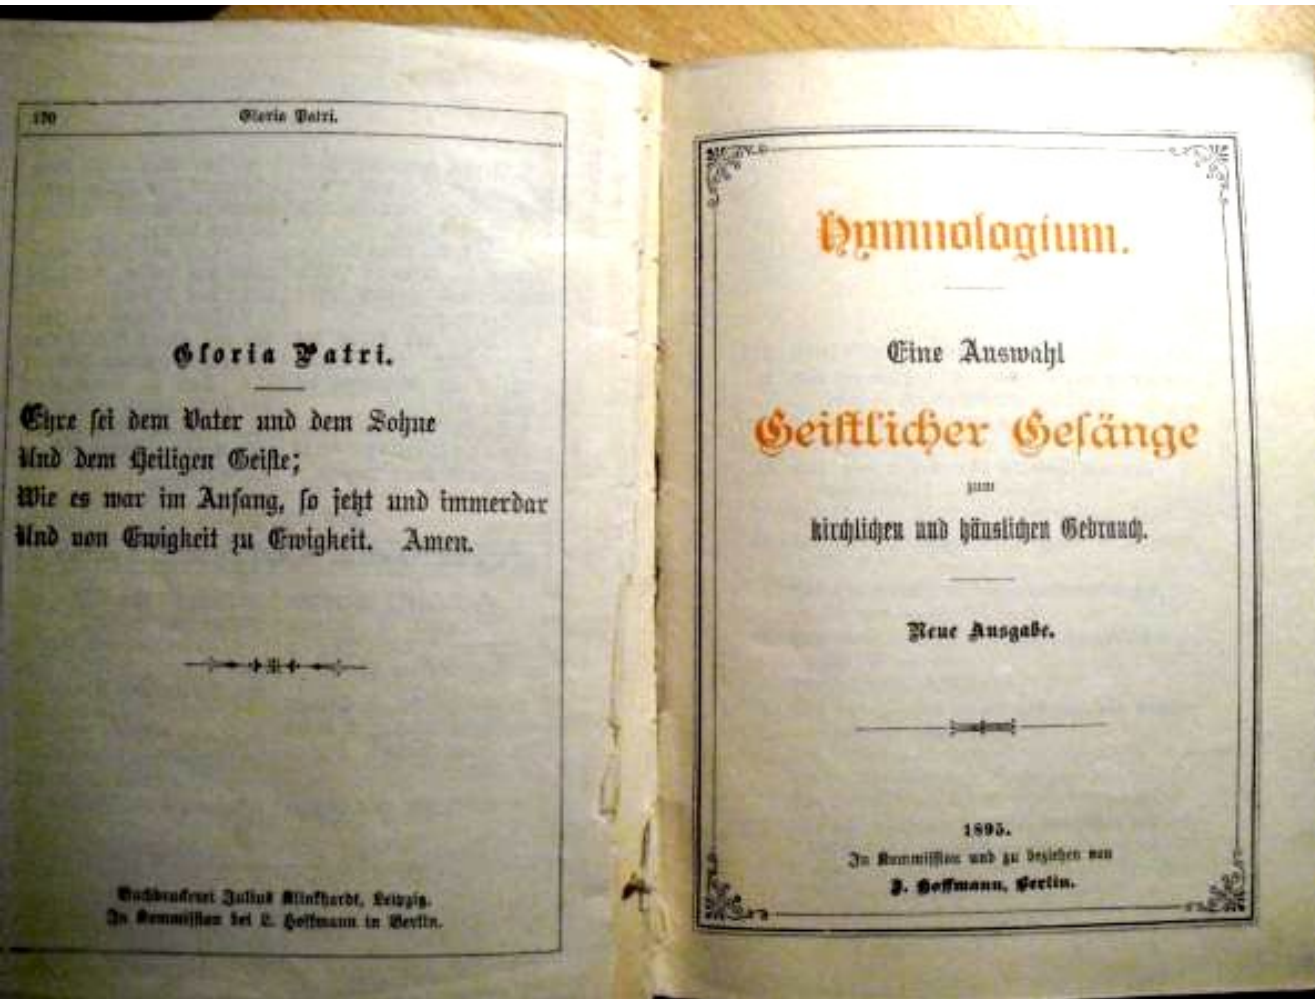 170
Gloria Patri.
Gloria Patri.
Ehre sei dem Vater und dem Sohne
Und dem Heiligen Geiste;
Wie es war im Anfang, so jetzt und immerdar
Und von Ewigkeit zu Ewigkeit. Amen.
Buchdruckerei Julius Klinkhardt, Leipzig.
In Kommission bei L. Hoffmann in Berlin.
Hymnologium.
Eine Auswahl
Geistlicher Gesänge
zum
kirchlichen und häuslichen Gebrauch.
Neue Ausgabe.
1895.
In Kommission und zu beziehen von
Hoffmann, Berlin.